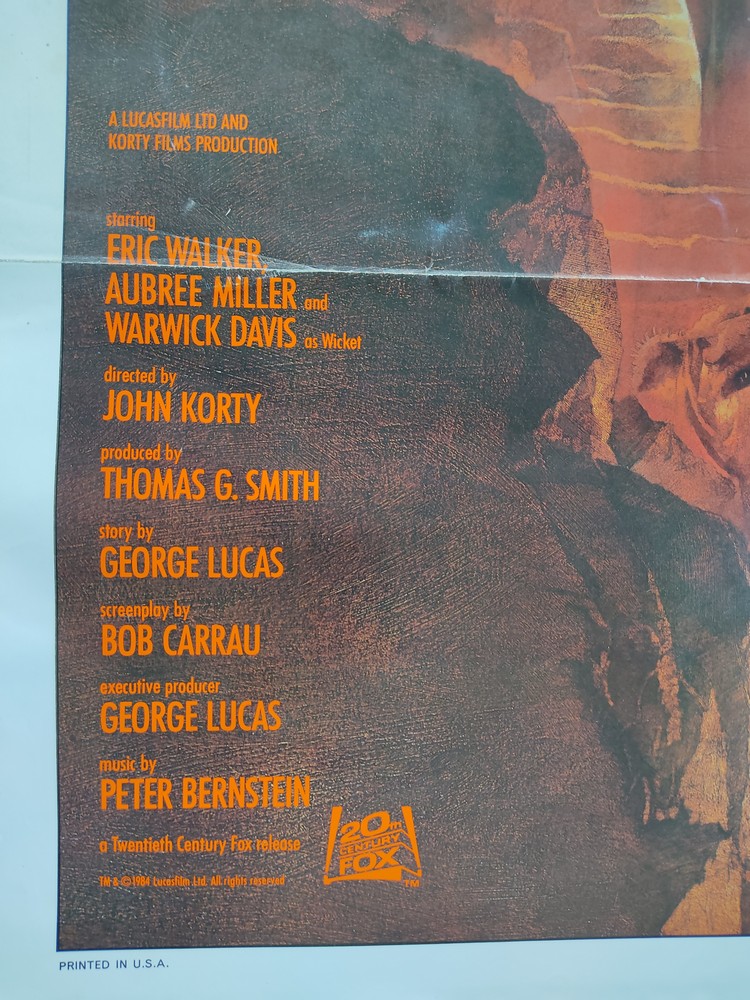 A LUCASFILM LTD AND
KORTY FILMS PRODUCTION
starring
ERIC WALKER,
AUBREE MILLER and
WARWICK DAVIS as Wicket
directed by
JOHN KORTY
produced by
THOMAS G. SMITH
story by
GEORGE LUCAS
screenplay by
BOB CARRAU
executive producer
GEORGE LUCAS
music by
PETER BERNSTEIN
a Twentieth Century Fox release
20th
CENTURY
FOX
TM
TM & ©1984 Lucasfilm Ltd. All rights reserved
PRINTED IN U.S.A.